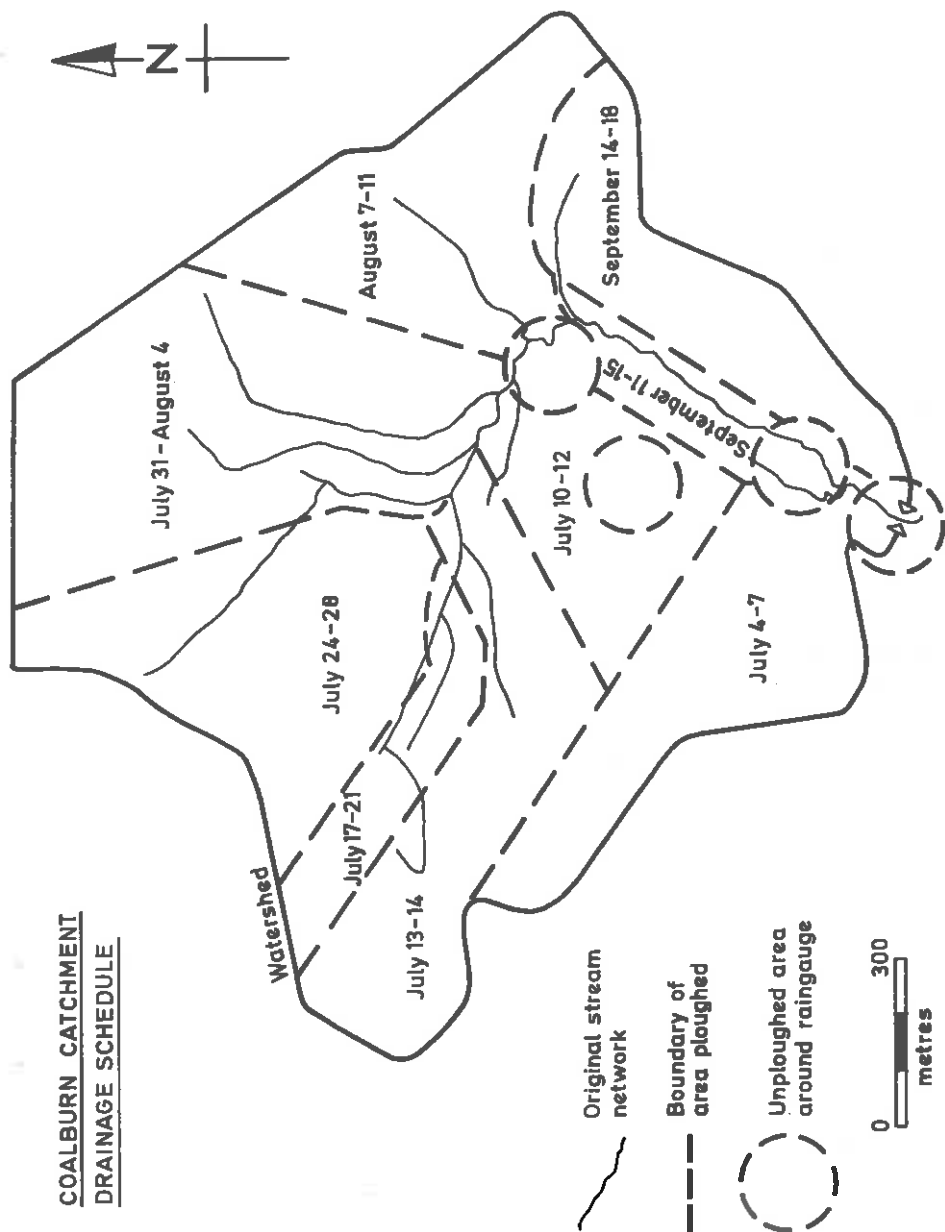 COALBURN CATCHMENT
DRAINAGE SCHEDULE
N
Watershed
July 31 - August 4
August 7-11
July 24-28
July 17-21
July 13-14
September 14-18
September 11-15
July 10-12
July 4-7
Original stream
network
Boundary of
area ploughed
Unploughed area
around raingauge
0 300
metres